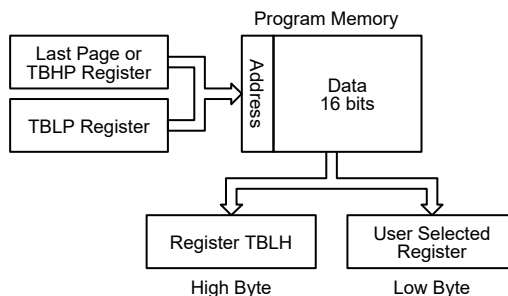 Program Memory
Last Page or
TBHP Register
TBLP Register
Address
Data
16 bits
Register TBLH
User Selected
Register
High Byte
Low Byte